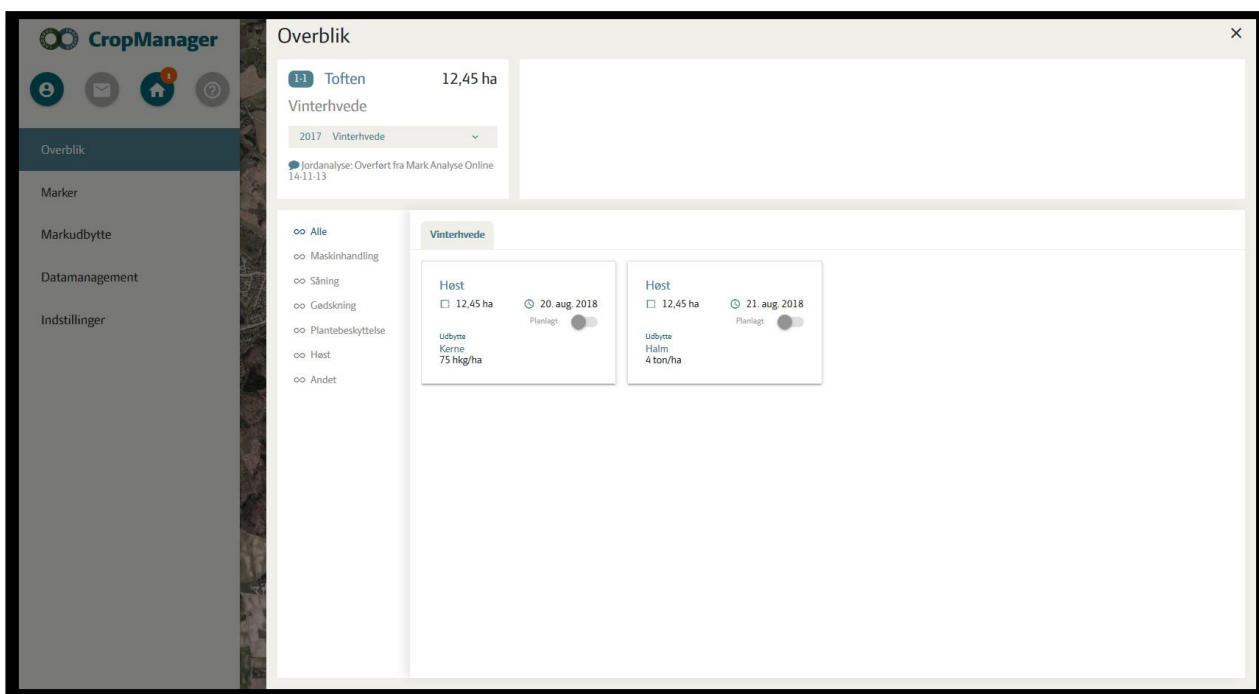 CropManager
1
Overblik
Marker
Markudbytte
Datamanagement
Indstillinger
Overblik
1-1 Toften 12,45 ha
Vinterhvede
2017 Vinterhvede
Jordanalyse: Overført fra Mark Analyse Online
14-11-13
Alle
Maskinhandling
Såning
Gødskning
Plantebeskyttelse
Høst
Andet
Vinterhvede
Høst
12,45 ha 20. aug. 2018
Planlagt
Udbytte
Kerne
75 hkg/ha
Høst
12,45 ha 21. aug. 2018
Planlagt
Udbytte
Halm
4 ton/ha